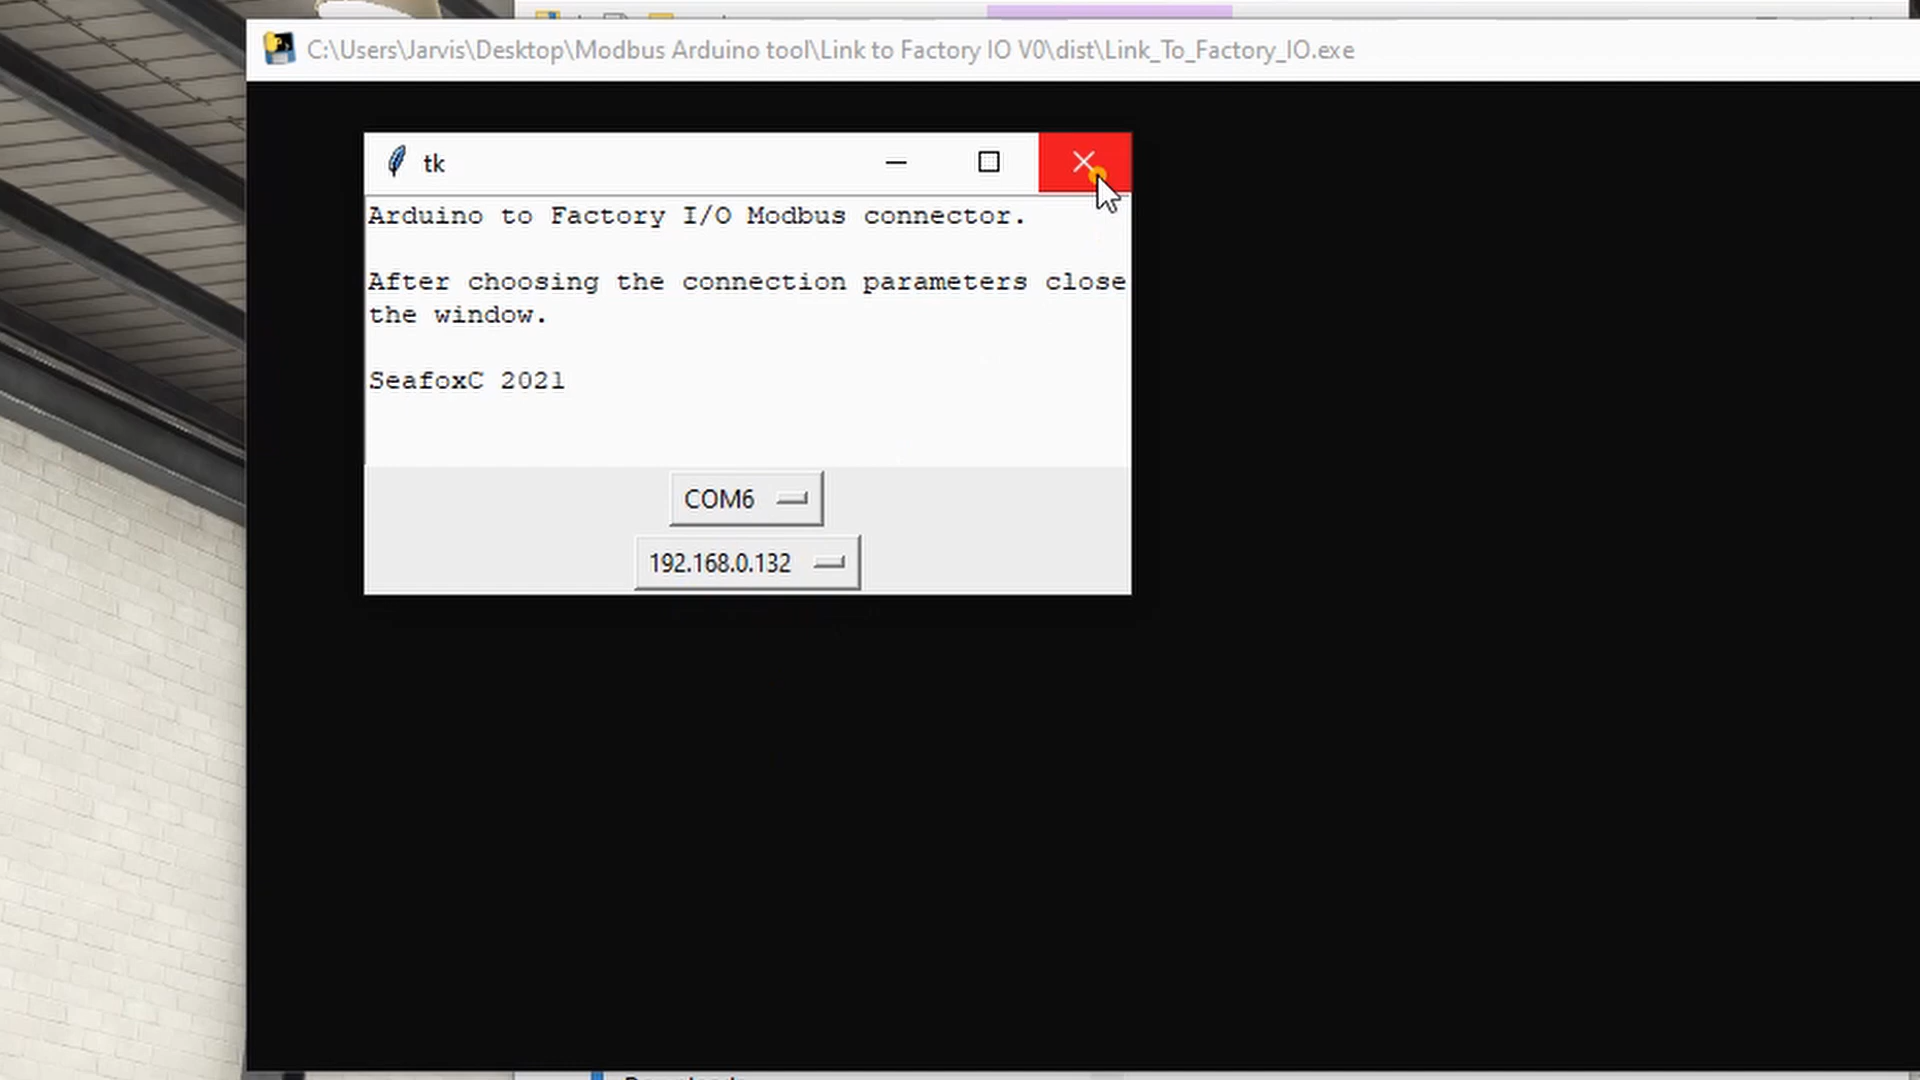 C:\Users\Jarvis\Desktop\Modbus Arduino tool\Link to Factory IO V0\dist\Link_To_Factory_IO.exe
tk
Arduino to Factory I/O Modbus connector.
After choosing the connection parameters close
the window.
SeafoxC 2021
COM6
192.168.0.132